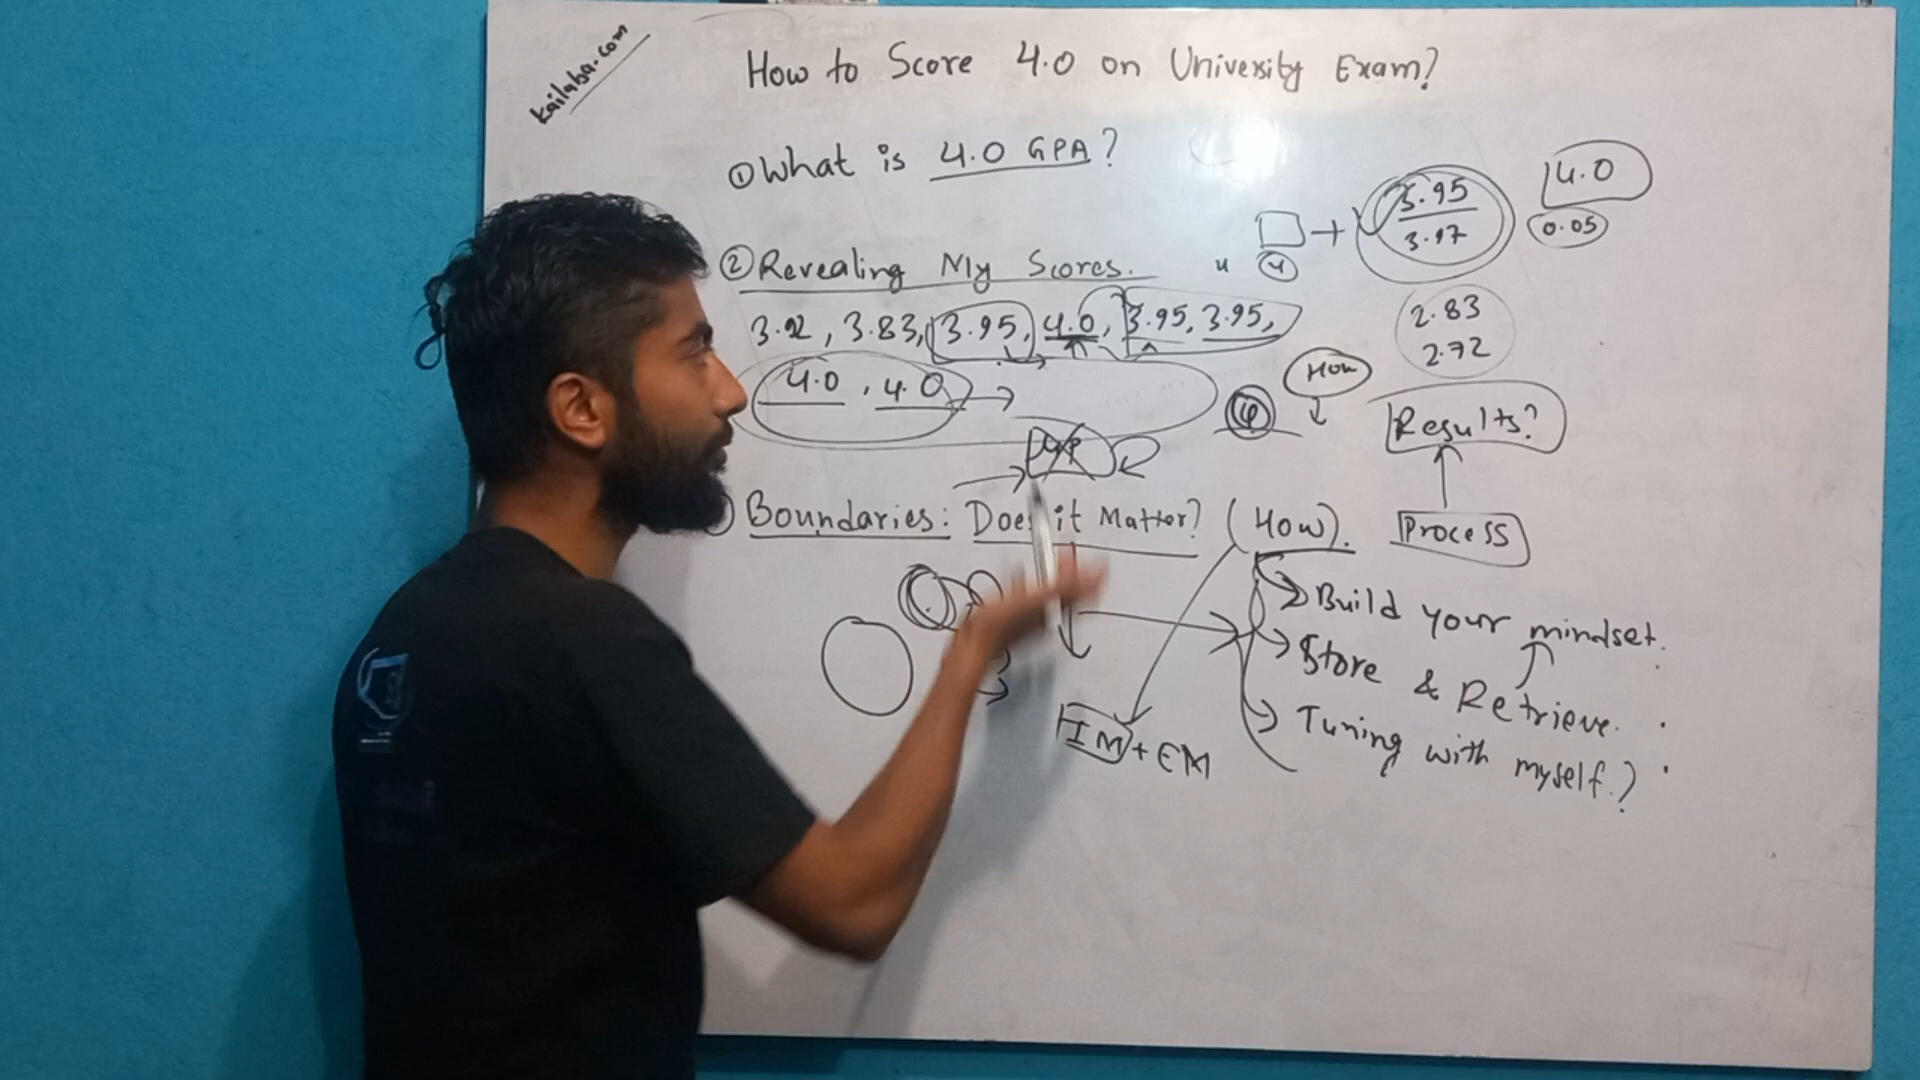 kailaba.com
How to Score 4.0 on University Exam?
① What is 4.0 GPA?
3.95
3.97
4.0
0.05
② Revealing My Scores.
4
3.92, 3.83, 3.95, 4.0, 3.95, 3.95,
4.0, 4.0
2.83
2.72
How
Results?
Boundaries: Does it Matter? (How).
Process
Build your mindset.
Store & Retrieve.
Tuning with myself.?
IM + EM